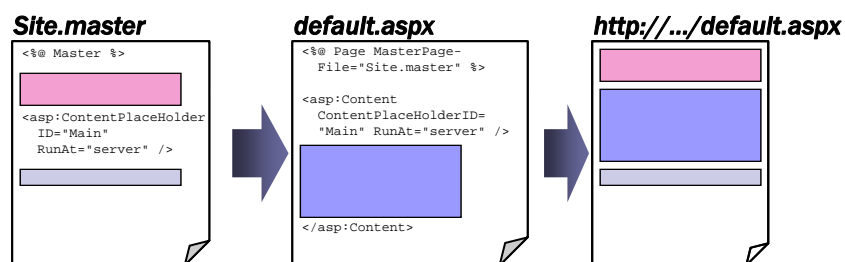 Site.master
<%@ Master %>
<asp:ContentPlaceHolder
ID="Main"
RunAt="server" />
default.aspx
<%@ Page MasterPage-
File="Site.master" %>
<asp:Content
ContentPlaceHolderID=
"Main" RunAt="server" />
</asp:Content>
http://.../default.aspx